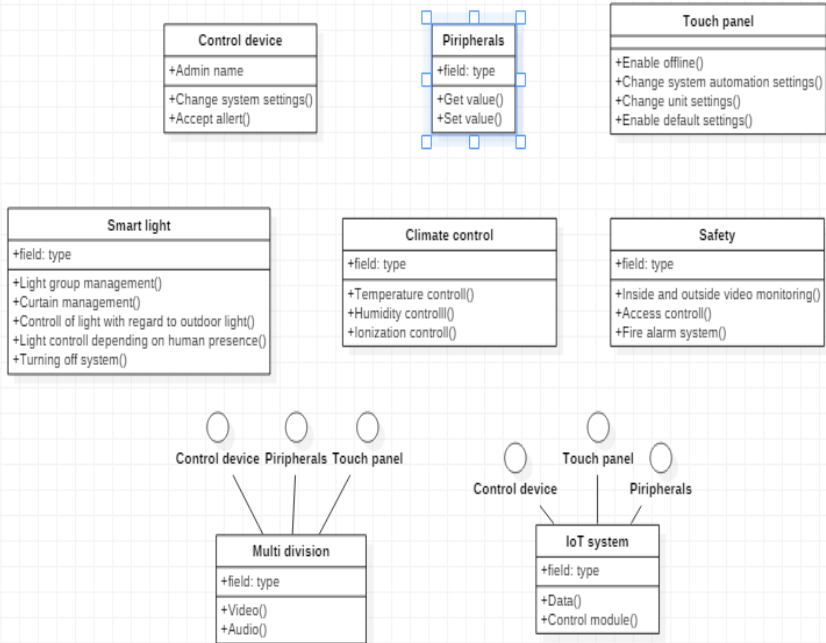 Control device
+Admin name
+Change system settings()
+Accept allert()
Piripherals
+field: type
+Get value()
+Set value()
Touch panel
+Enable offline()
+Change system automation settings()
+Change unit settings()
+Enable default settings()
Smart light
+field: type
+Light group management()
+Curtain management()
+Controll of light with regard to outdoor light()
+Light controll depending on human presence()
+Turning off system()
Climate control
+field: type
+Temperature controll()
+Humidity controlll()
+Ionization controll()
Safety
+field: type
+Inside and outside video monitoring()
+Access controll()
+Fire alarm system()
Control device Piripherals Touch panel
Multi division
+field: type
+Video()
+Audio()
Touch panel
Control device Piripherals
IoT system
+field: type
+Data()
+Control module()